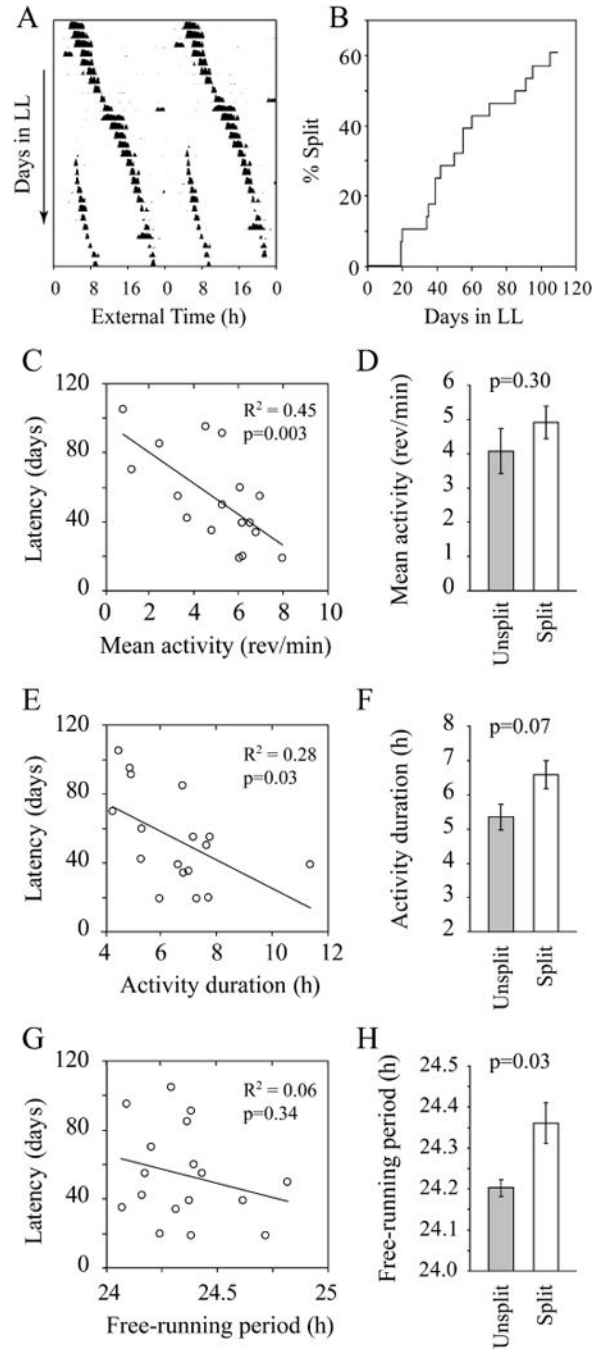 A
Days in LL
0 8 16 0 8 16 0
External Time (h)
B
% Split
60
40
20
0
0 20 40 60 80 100 120
Days in LL
C
Latency (days)
120
80
40
0
R² = 0.45
p=0.003
0 2 4 6 8 10
Mean activity (rev/min)
D
Mean activity (rev/min)
p=0.30
6
5
4
3
2
1
0
Unsplit
Split
E
Latency (days)
120
80
40
0
R² = 0.28
p=0.03
4 6 8 10 12
Activity duration (h)
F
Activity duration (h)
p=0.07
8
7
6
5
4
3
2
Unsplit
Split
G
Latency (days)
120
80
40
0
R² = 0.06
p=0.34
24 24.5 25
Free-running period (h)
H
Free-running period (h)
p=0.03
24.5
24.4
24.3
24.2
24.1
24.0
Unsplit
Split